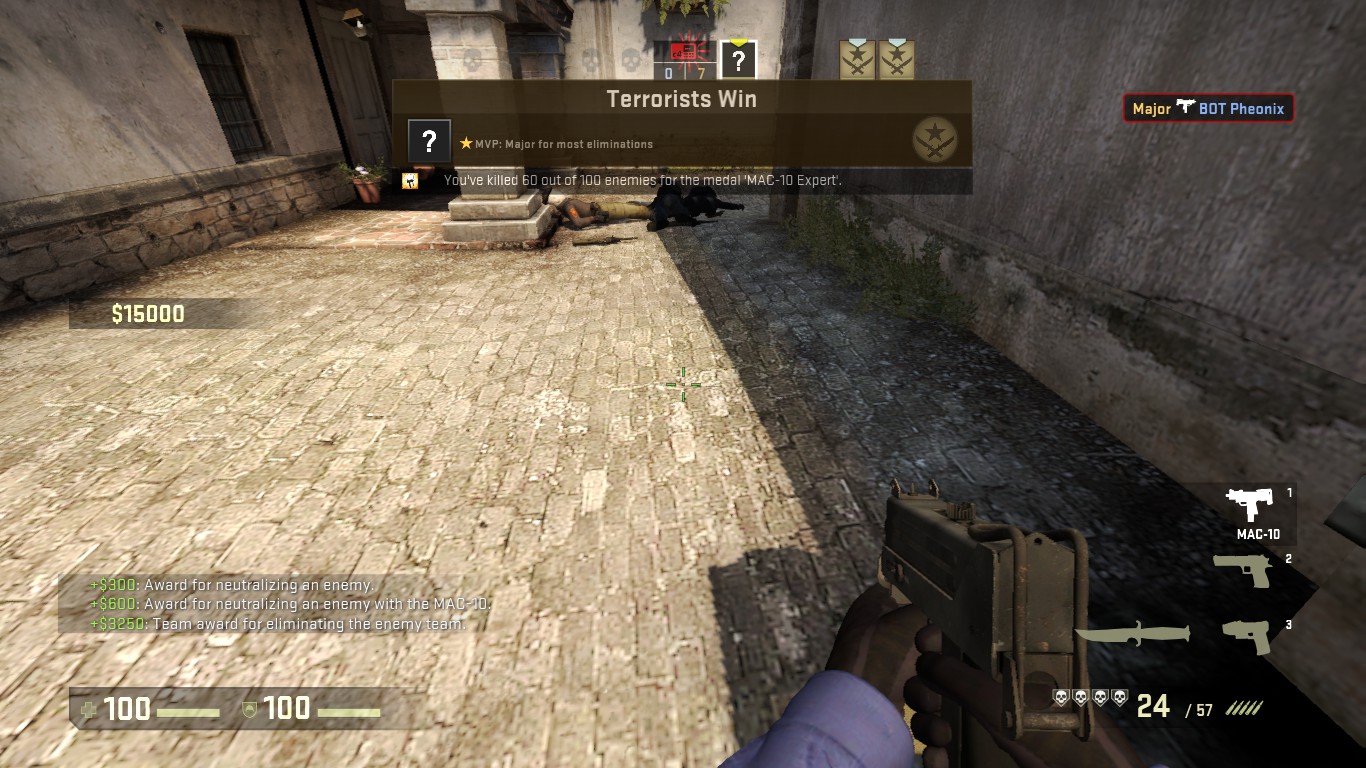 ?
0 7
Terrorists Win
Major BOT Pheonix
?
MVP: Major for most eliminations
You've killed 60 out of 100 enemies for the medal 'MAC-10 Expert'.
$15000
1
MAC-10
2
3
+$300: Award for neutralizing an enemy.
+$600: Award for neutralizing an enemy with the MAC-10.
+$3250: Team award for eliminating the enemy team.
100 100
24 / 57